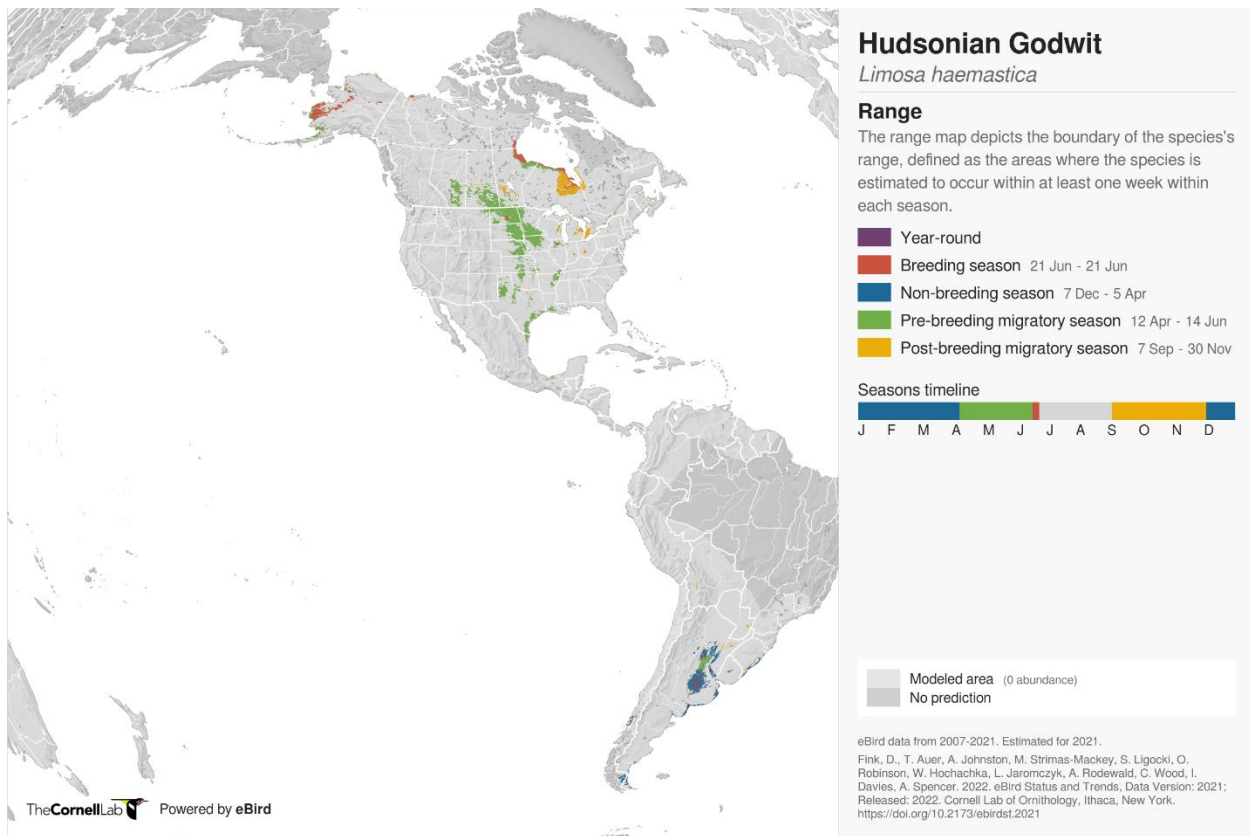 Hudsonian Godwit
Limosa haemastica
Range
The range map depicts the boundary of the species's
range, defined as the areas where the species is
estimated to occur within at least one week within
each season.
Year-round
Breeding season 21 Jun - 21 Jun
Non-breeding season 7 Dec - 5 Apr
Pre-breeding migratory season 12 Apr - 14 Jun
Post-breeding migratory season 7 Sep - 30 Nov
Seasons timeline
J F M A M J J A S O N D
Modeled area (0 abundance)
No prediction
eBird data from 2007-2021. Estimated for 2021.
Fink, D., T. Auer, A. Johnston, M. Strimas-Mackey, S. Ligocki, O.
Robinson, W. Hochachka, L. Jaromczyk, A. Rodewald, C. Wood, I.
Davies, A. Spencer. 2022. eBird Status and Trends, Data Version: 2021;
Released: 2022. Cornell Lab of Ornithology, Ithaca, New York.
https://doi.org/10.2173/ebirdst.2021
TheCornellLab Powered by eBird